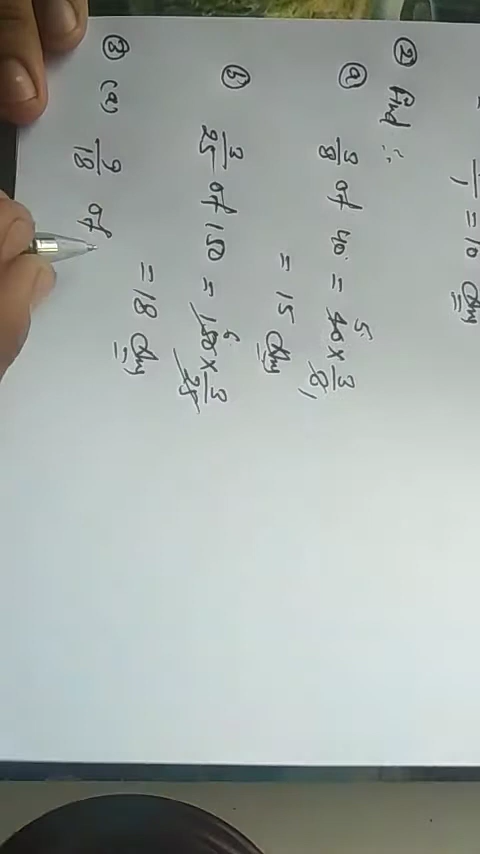 1 = 10 Ans
② Find :-
ⓐ 3/8 of 40 = 40 5 × 3/8 1
= 15 Ans
ⓑ 3/25 of 150 = 150 6 × 3/25
= 18 Ans
③ (a) 9/18 of